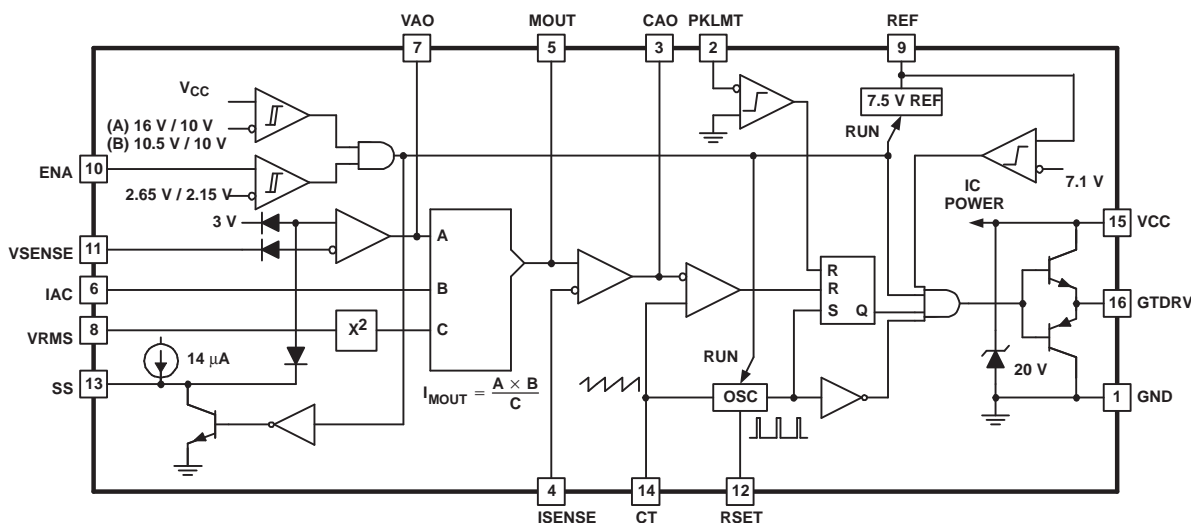 VAO MOUT CAO PKLMT REF
7 5 3 2 9
VCC
(A) 16 V / 10 V
(B) 10.5 V / 10 V
7.5 V REF
RUN
10
ENA
2.65 V / 2.15 V
7.1 V
IC
POWER
3 V
15 VCC
11
VSENSE
A
6
IAC
B
R
R
S Q
16 GTDRV
8
VRMS
X2
C
14 μA
RUN
20 V
13
SS
IMOUT = A × B
C
OSC
1 GND
4 14 12
ISENSE CT RSET